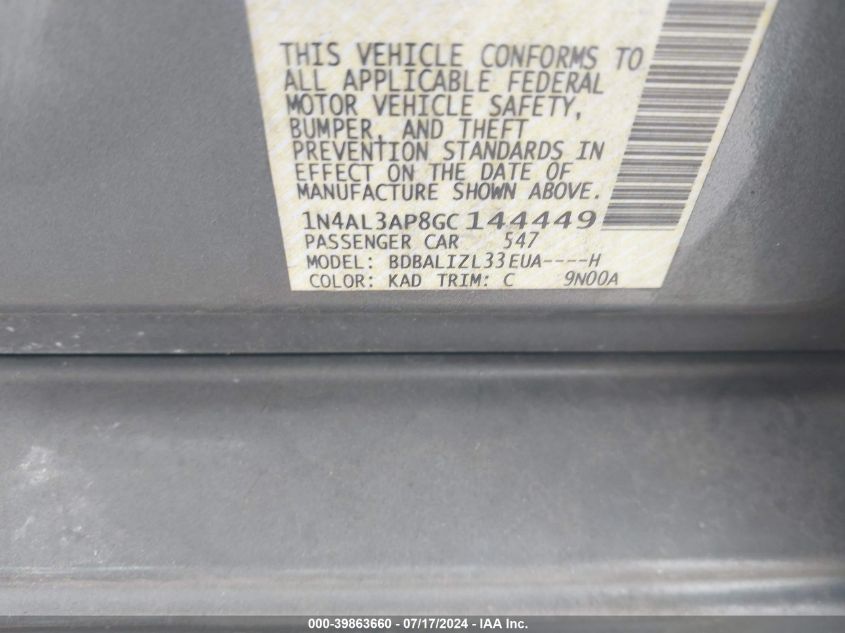 THIS VEHICLE CONFORMS TO
ALL APPLICABLE FEDERAL
MOTOR VEHICLE SAFETY,
BUMPER, AND THEFT
PREVENTION STANDARDS IN
EFFECT ON THE DATE OF
MANUFACTURE SHOWN ABOVE.
1N4AL3AP8GC144449
PASSENGER CAR 547
MODEL: BDBALIZL33EUA----H
COLOR: KAD TRIM: C 9N00A
000-39863660 - 07/17/2024 - IAA Inc.